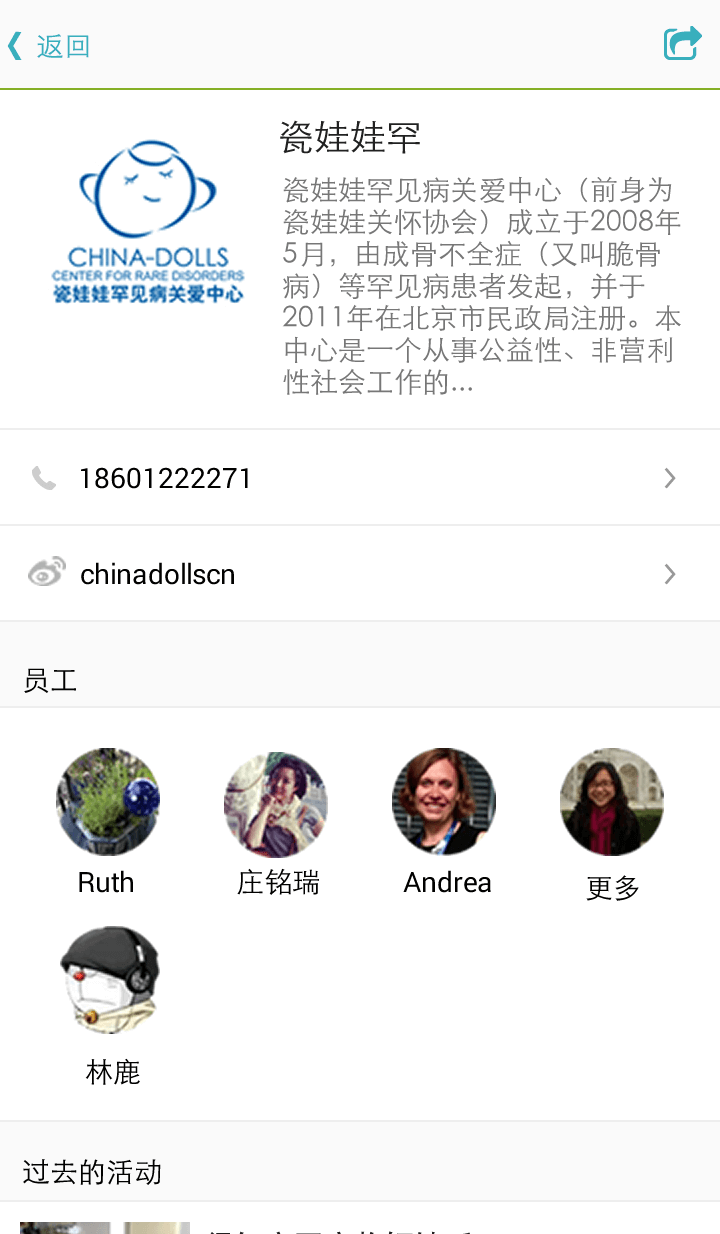 返回
瓷娃娃罕
CHINA-DOLLS
CENTER FOR RARE DISORDERS
瓷娃娃罕见病关爱中心
瓷娃娃罕见病关爱中心（前身为
瓷娃娃关怀协会）成立于2008年
5月，由成骨不全症（又叫脆骨
病）等罕见病患者发起，并于
2011年在北京市民政局注册。本
中心是一个从事公益性、非营利
性社会工作的...
18601222271
chinadollscn
员工
Ruth
庄铭瑞
Andrea
更多
林鹿
过去的活动